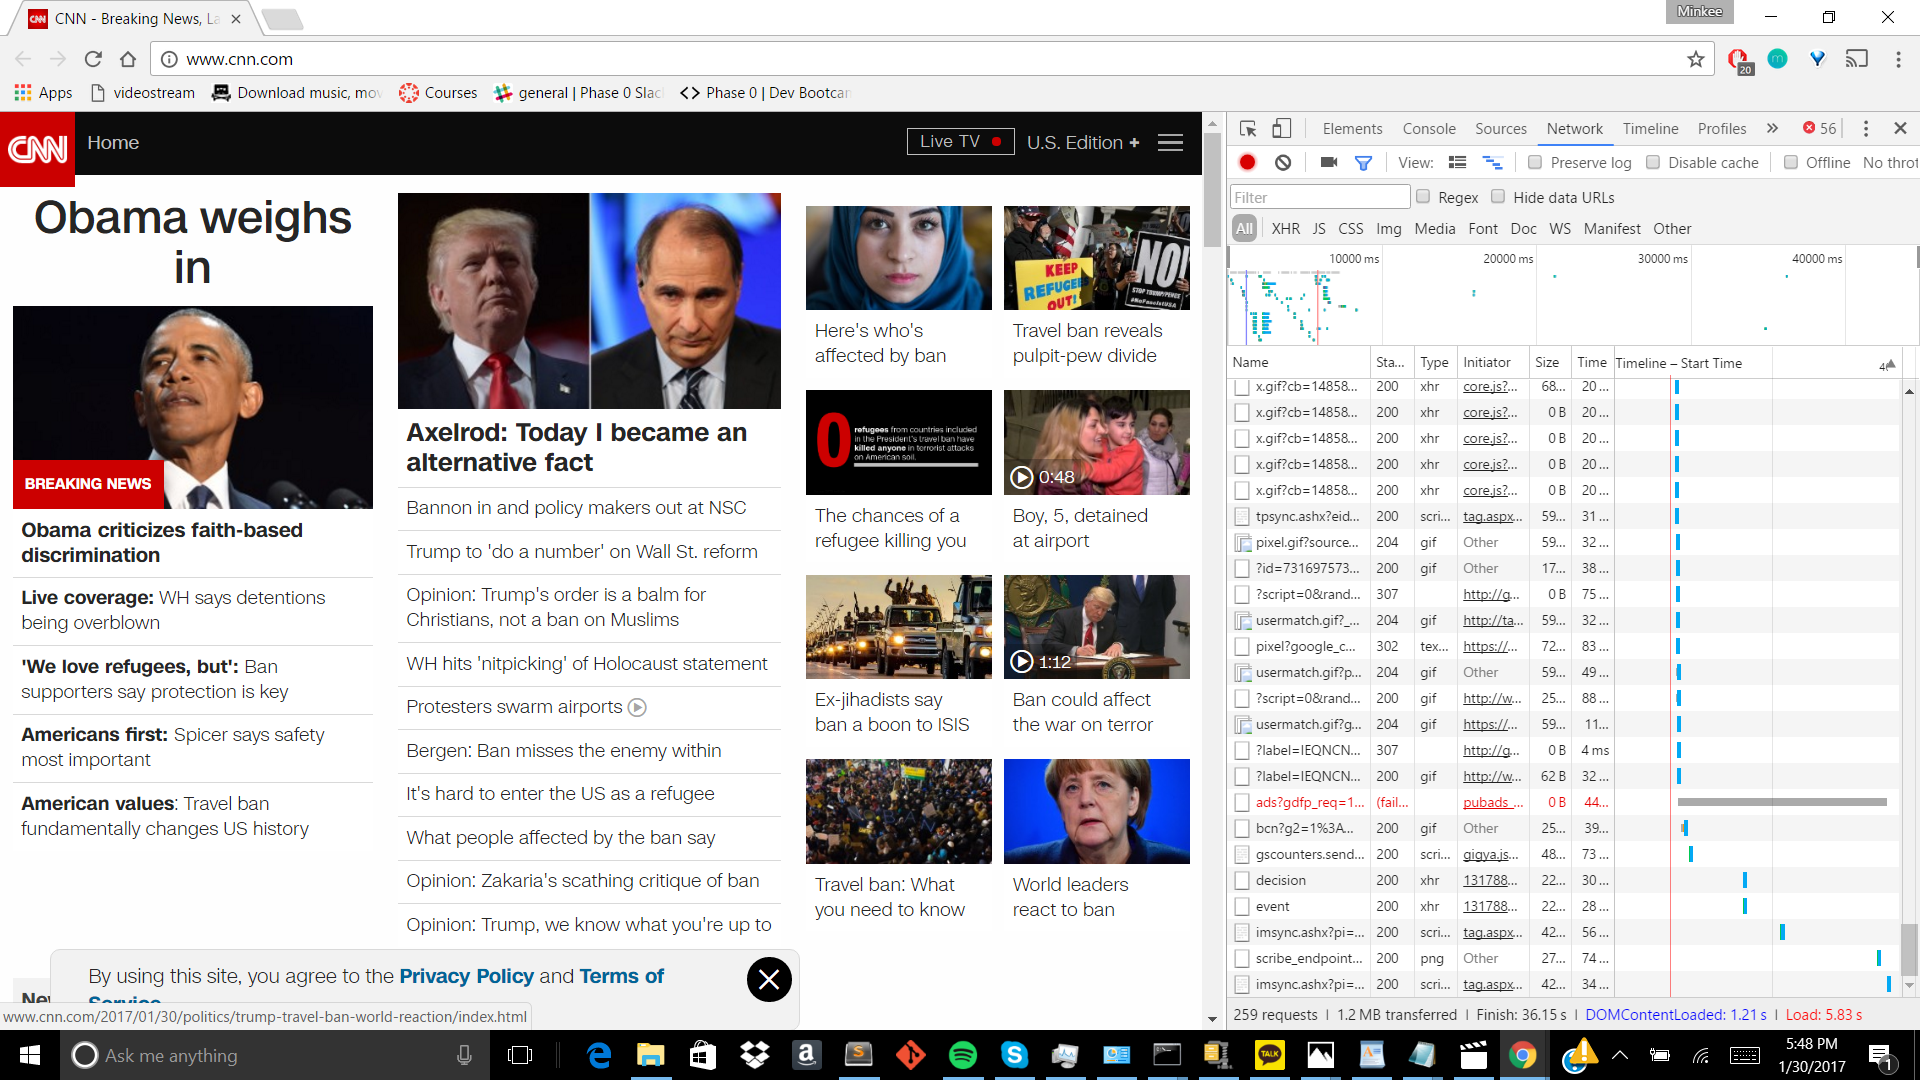 CNN - Breaking News, La
Minkee
www.cnn.com
20
Apps
videostream
Download music, mov
Courses
general | Phase 0 Slac
Phase 0 | Dev Bootcam
CNN
Home
Live TV
U.S. Edition +
Obama weighs
in
BREAKING NEWS
Obama criticizes faith-based
discrimination
Live coverage: WH says detentions
being overblown
'We love refugees, but': Ban
supporters say protection is key
Americans first: Spicer says safety
most important
American values: Travel ban
fundamentally changes US history
Axelrod: Today I became an
alternative fact
Bannon in and policy makers out at NSC
Trump to 'do a number' on Wall St. reform
Opinion: Trump's order is a balm for
Christians, not a ban on Muslims
WH hits 'nitpicking' of Holocaust statement
Protesters swarm airports
Bergen: Ban misses the enemy within
It's hard to enter the US as a refugee
What people affected by the ban say
Opinion: Zakaria's scathing critique of ban
Opinion: Trump, we know what you're up to
Here's who's
affected by ban
KEEP
REFUGEES
OUT!
NO!
Travel ban reveals
pulpit-pew divide
0
refugees from countries included
in the President's travel ban have
killed anyone in terrorist attacks
on American soil.
The chances of a
refugee killing you
0:48
Boy, 5, detained
at airport
Ex-jihadists say
ban a boon to ISIS
1:12
Ban could affect
the war on terror
Travel ban: What
you need to know
World leaders
react to ban
By using this site, you agree to the Privacy Policy and Terms of
Service
New
www.cnn.com/2017/01/30/politics/trump-travel-ban-world-reaction/index.html
Elements Console Sources Network Timeline Profiles » 56
View: Preserve log Disable cache Offline No throt
Filter Regex Hide data URLs
All XHR JS CSS Img Media Font Doc WS Manifest Other
10000 ms 20000 ms 30000 ms 40000 ms
Name Sta... Type Initiator Size Time Timeline – Start Time
x.gif?cb=14858... 200 xhr core.js?... 68... 20 ...
x.gif?cb=14858... 200 xhr core.js?... 0 B 20 ...
x.gif?cb=14858... 200 xhr core.js?... 0 B 20 ...
x.gif?cb=14858... 200 xhr core.js?... 0 B 20 ...
x.gif?cb=14858... 200 xhr core.js?... 0 B 20 ...
tpsync.ashx?eid... 200 scri... tag.aspx... 59... 31 ...
pixel.gif?source... 204 gif Other 59... 32 ...
?id=731697573... 200 gif Other 17... 38 ...
?script=0&rand... 307 http://g... 0 B 75 ...
usermatch.gif?_... 204 gif http://ta... 59... 32 ...
pixel?google_c... 302 tex... https://... 72... 83 ...
usermatch.gif?p... 204 gif Other 59... 49 ...
?script=0&rand... 200 gif http://w... 25... 88 ...
usermatch.gif?g... 204 gif https://... 59... 11...
?label=IEQNCN... 307 http://g... 0 B 4 ms
?label=IEQNCN... 200 gif http://w... 62 B 32 ...
ads?gdfp_req=1... (fail... pubads_... 0 B 44...
bcn?g2=1%3A... 200 gif Other 25... 39...
gscounters.send... 200 scri... gigya.js... 48... 73 ...
decision 200 xhr 131788... 22... 30 ...
event 200 xhr 131788... 22... 28 ...
imsync.ashx?pi=... 200 scri... tag.aspx... 42... 56 ...
scribe_endpoint... 200 png Other 27... 74 ...
imsync.ashx?pi=... 200 scri... tag.aspx... 42... 34 ...
259 requests | 1.2 MB transferred | Finish: 36.15 s | DOMContentLoaded: 1.21 s | Load: 5.83 s
Ask me anything
TALK
5:48 PM
1/30/2017
1